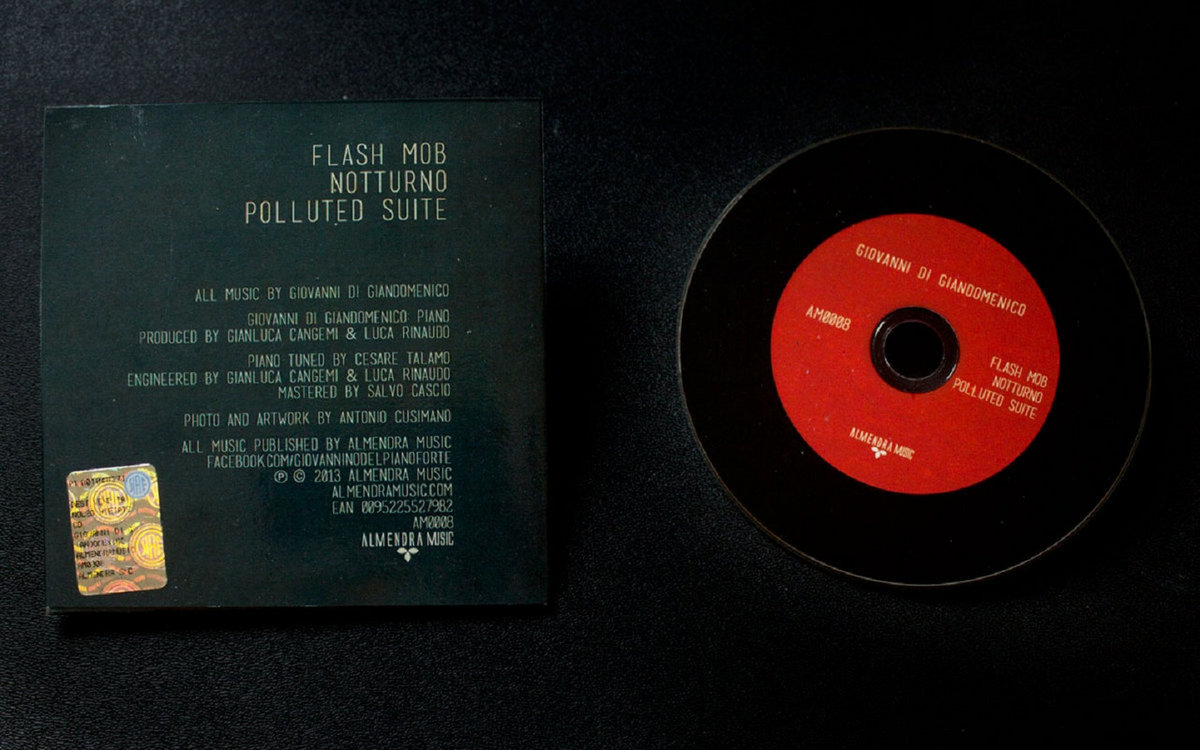 FLASH MOB
NOTTURNO
POLLUTED SUITE
ALL MUSIC BY GIOVANNI DI GIANDOMENICO
GIOVANNI DI GIANDOMENICO: PIANO
PRODUCED BY GIANLUCA CANGEMI & LUCA RINAUDO
PIANO TUNED BY CESARE TALAMO
ENGINEERED BY GIANLUCA CANGEMI & LUCA RINAUDO
MASTERED BY SALVO CASCIO
PHOTO AND ARTWORK BY ANTONIO CUSIMANO
ALL MUSIC PUBLISHED BY ALMENDRA MUSIC
FACEBOOK.COM/GIOVANNINODELPIANOFORTE
℗ © 2013 ALMENDRA MUSIC
ALMENDRAMUSIC.COM
EAN 0095225527982
AM0008
ALMENDRA MUSIC
CD
GIOVANNI DI
GIOVANNI DI GIANDOMENICO
AM0008
FLASH MOB
NOTTURNO
POLLUTED SUITE
ALMENDRA MUSIC